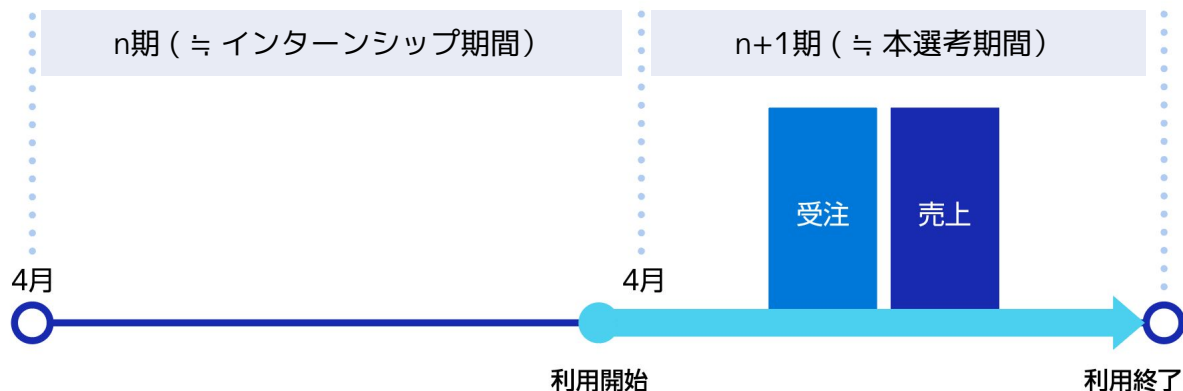 n期 ( ≒ インターンシップ期間）
n+1期 ( ≒ 本選考期間）
受注
売上
4月
4月
利用開始
利用終了